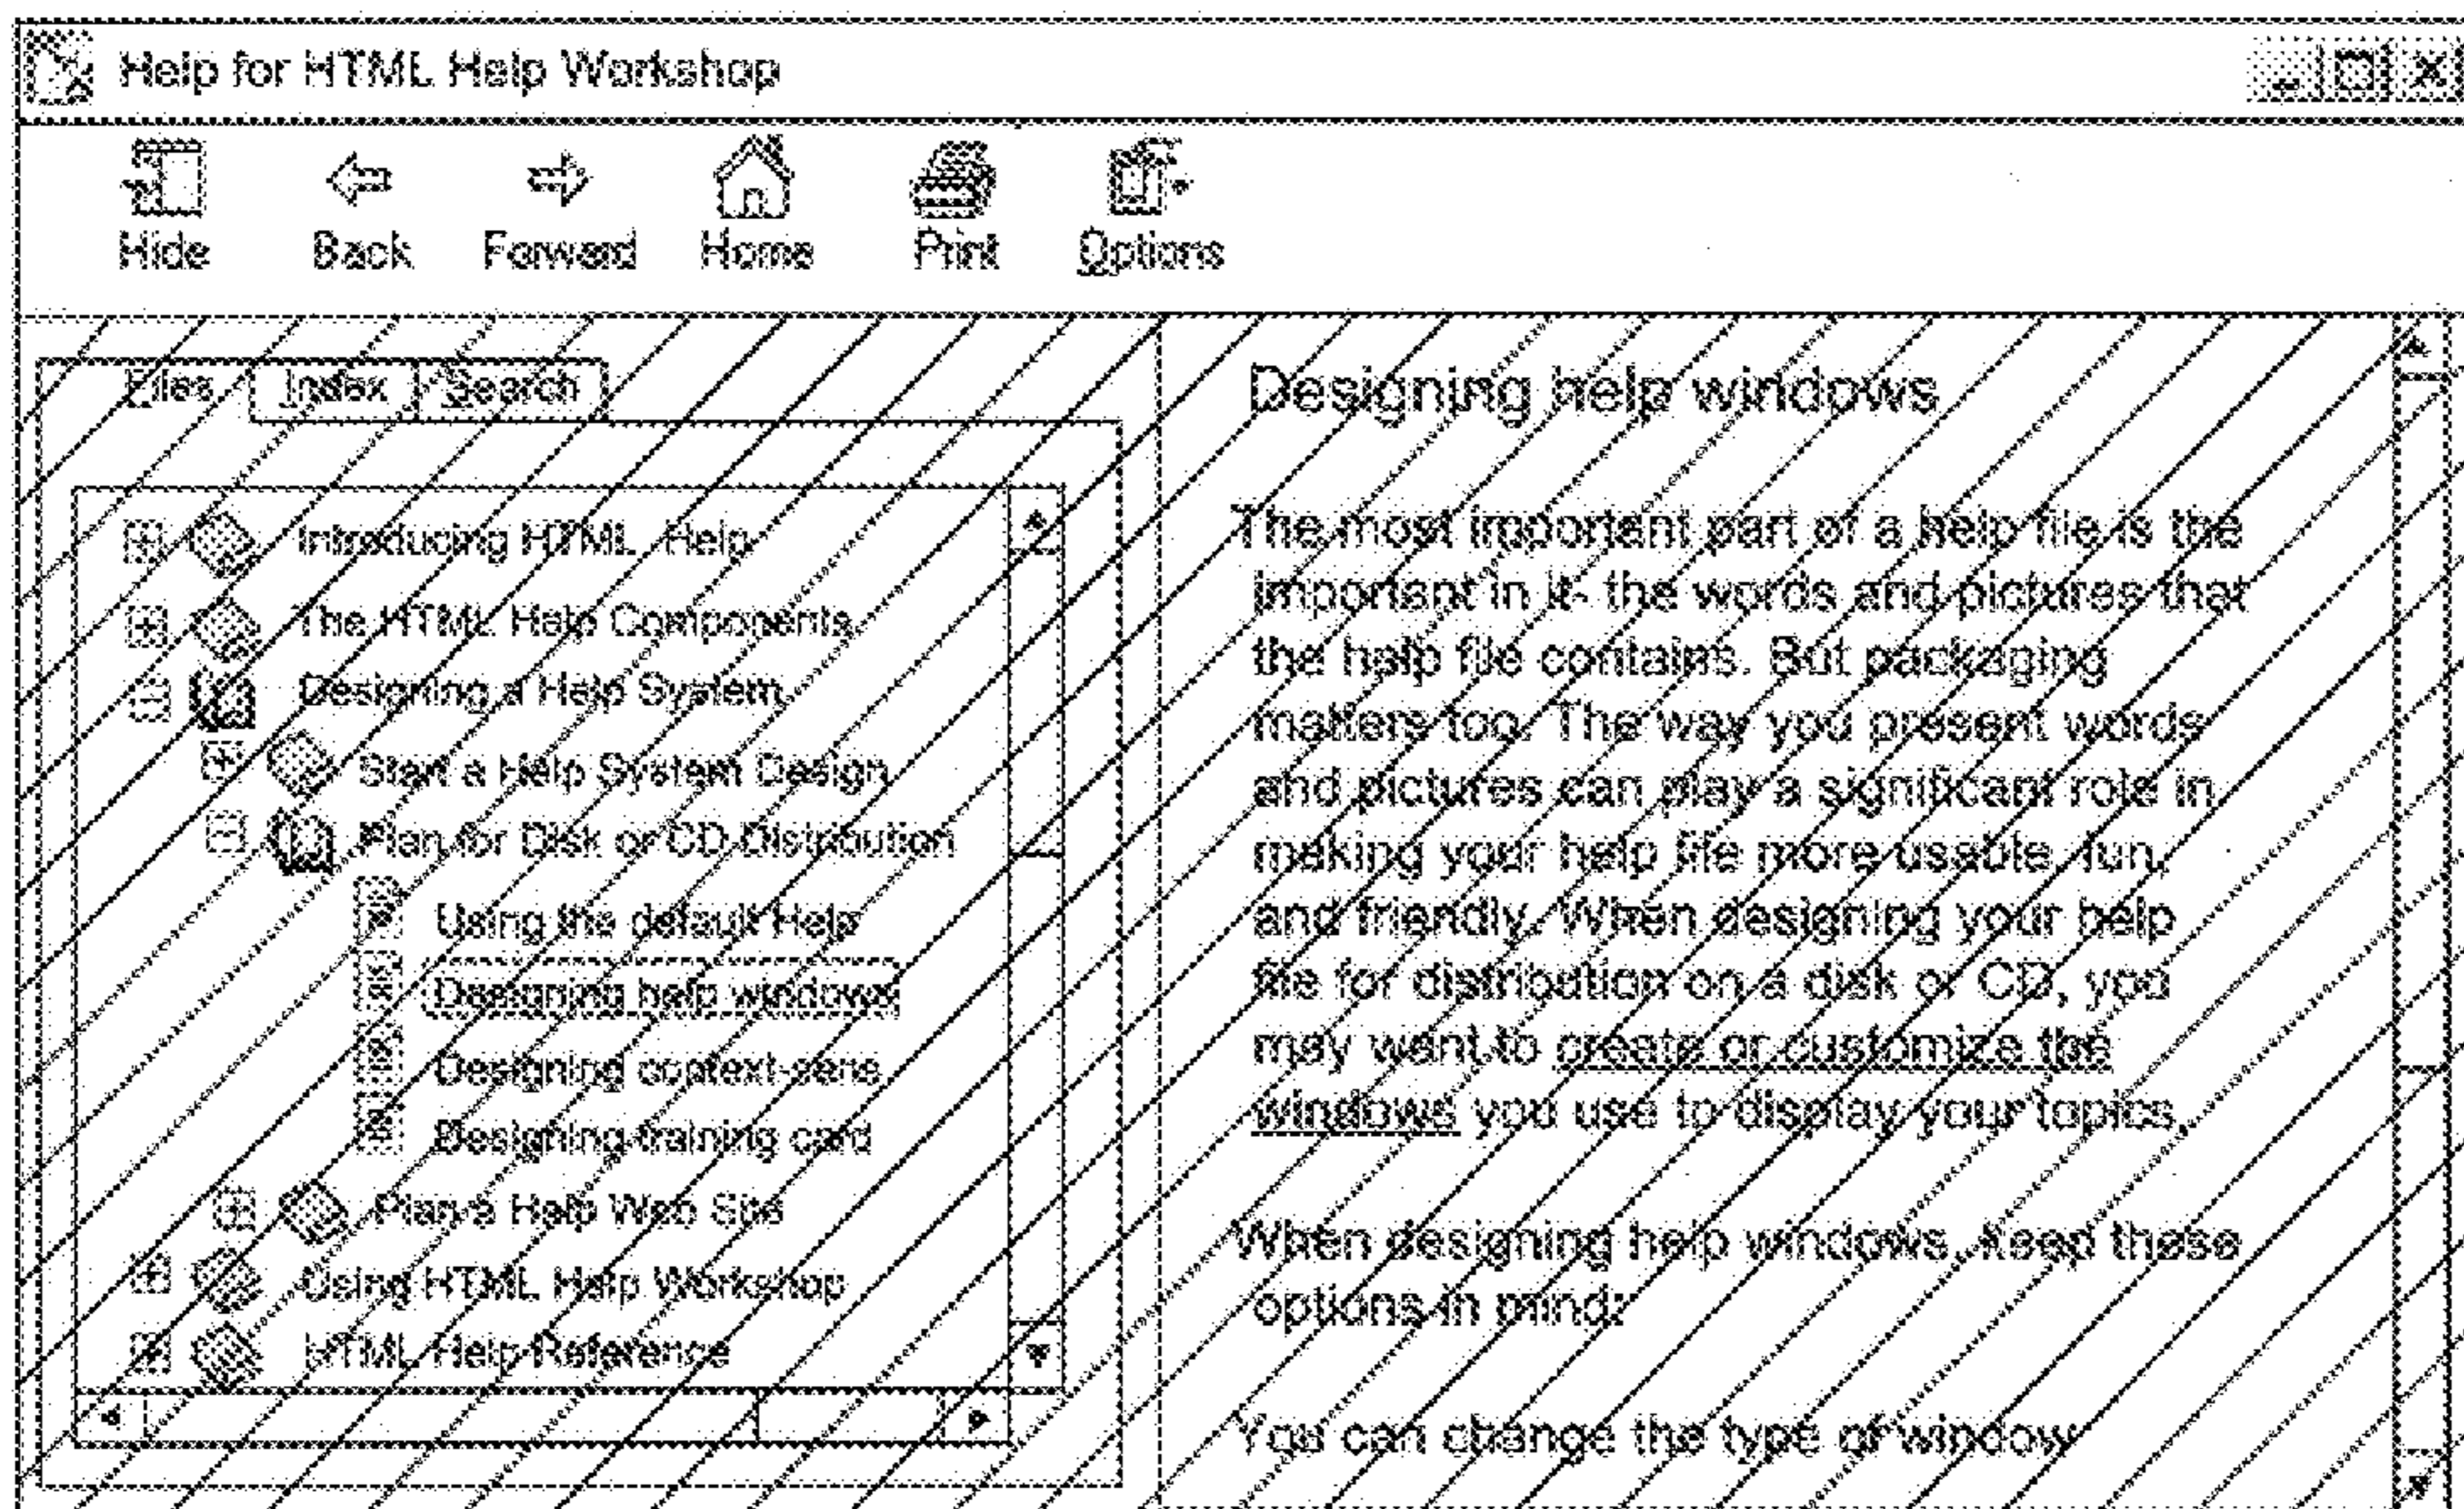 Help for HTML Help Workshop
Hide Back Forward Home Print Options
Files Index Search
Introducing HTML Help
The HTML Help Components
Designing a Help System
Start a Help System Design
Plan for Disk or CD Distribution
Using the default Help
Designing help windows
Designing context-sens
Designing training card
Plan a Help Web Site
Using HTML Help Workshop
HTML Help Reference
Designing help windows
The most important part of a help file is the
important in it- the words and pictures that
the help file contains. But packaging
matters too. The way you present words
and pictures can play a significant role in
making your help file more usable, fun,
and friendly. When designing your help
file for distribution on a disk or CD, you
may want to create or customize the
windows you use to display your topics.
When designing help windows, keep these
options in mind:
You can change the type of window